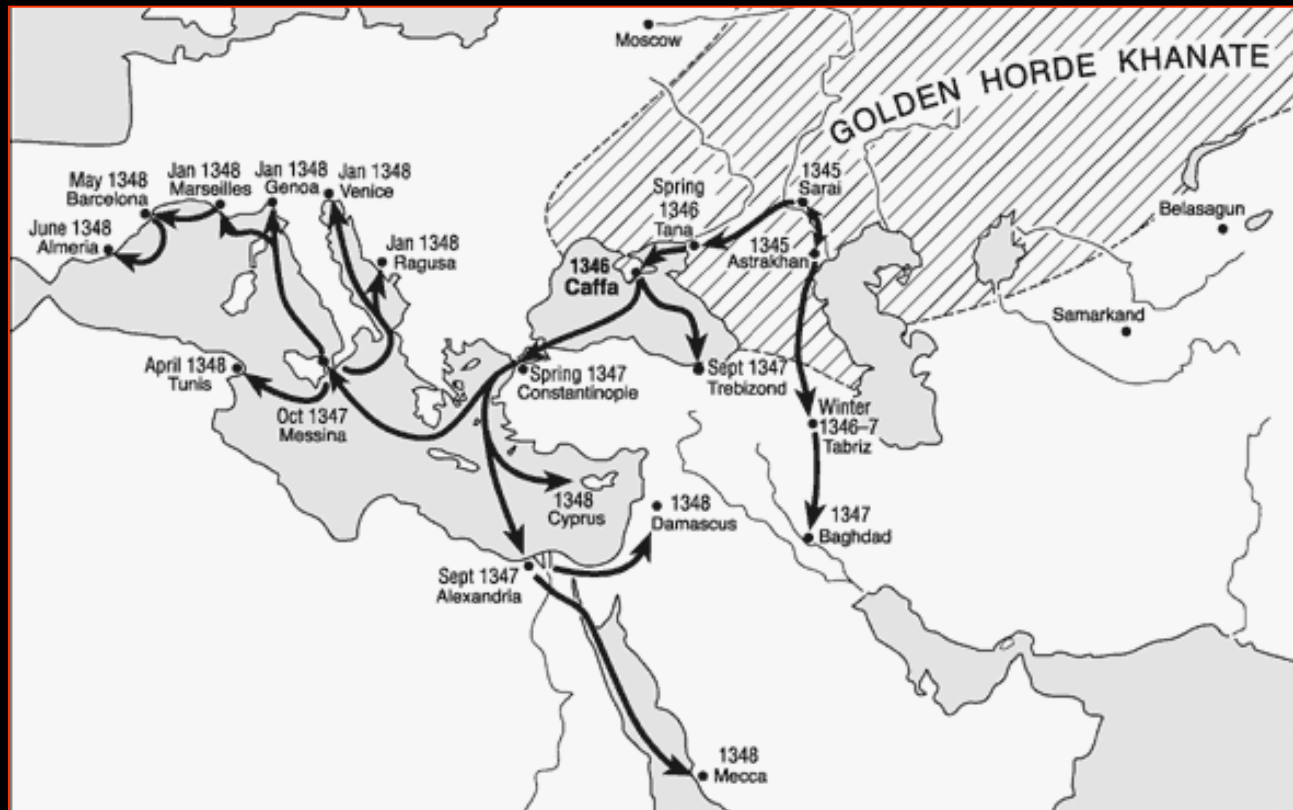 Moscow
GOLDEN HORDE KHANATE
May 1348
Barcelona
Jan 1348
Marseilles
Jan 1348
Genoa
Jan 1348
Venice
June 1348
Almeria
Jan 1348
Ragusa
Spring
1346
Tana
1345
Sarai
1345
Astrakhan
Belasagun
1346
Caffa
Samarkand
April 1348
Tunis
Oct 1347
Messina
Spring 1347
Constantinople
Sept 1347
Trebizond
Winter
1346–7
Tabriz
1348
Cyprus
1348
Damascus
1347
Baghdad
Sept 1347
Alexandria
1348
Mecca